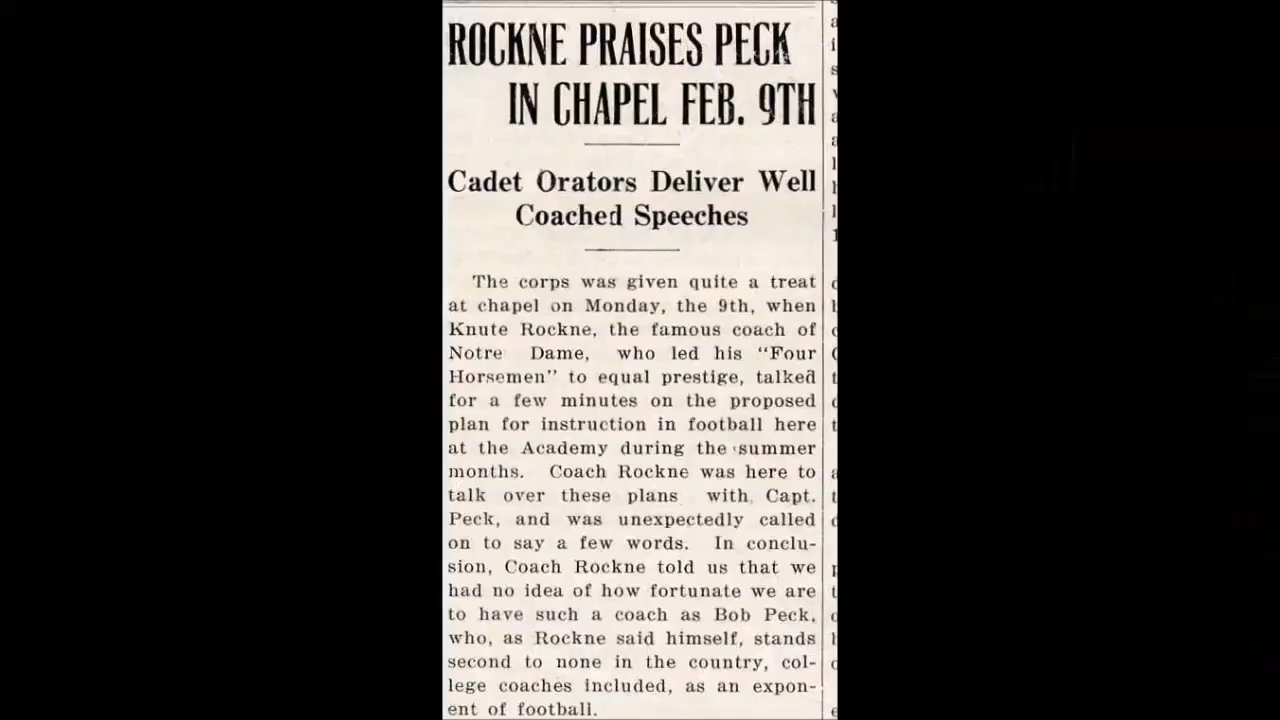 ROCKNE PRAISES PECK
IN CHAPEL FEB. 9TH
Cadet Orators Deliver Well
Coached Speeches
The corps was given quite a treat
at chapel on Monday, the 9th, when
Knute Rockne, the famous coach of
Notre Dame, who led his "Four
Horsemen" to equal prestige, talked
for a few minutes on the proposed
plan for instruction in football here
at the Academy during the summer
months. Coach Rockne was here to
talk over these plans with Capt.
Peck, and was unexpectedly called
on to say a few words. In conclu-
sion, Coach Rockne told us that we
had no idea of how fortunate we are
to have such a coach as Bob Peck,
who, as Rockne said himself, stands
second to none in the country, col-
lege coaches included, as an expon-
ent of football.